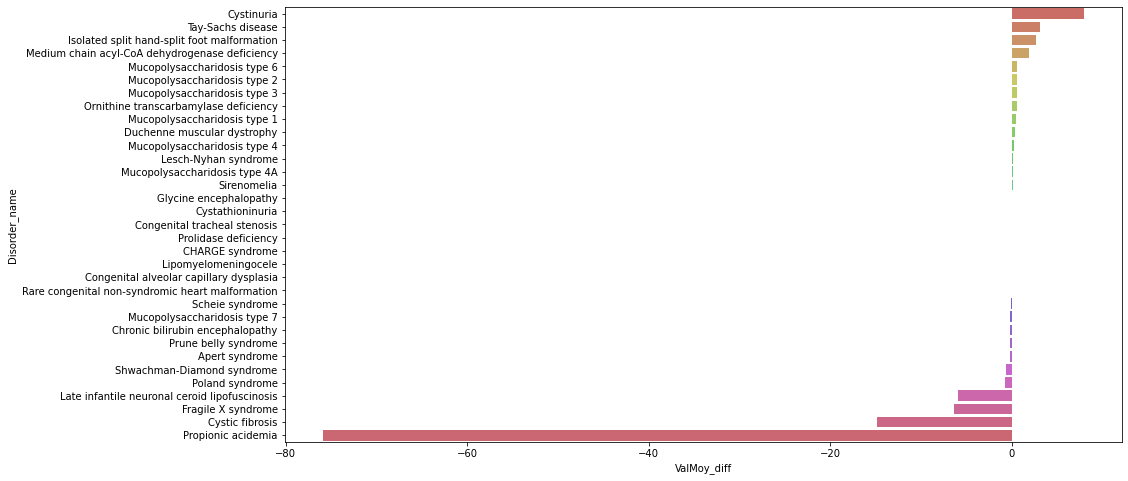 Cystinuria
Tay-Sachs disease
Isolated split hand-split foot malformation
Medium chain acyl-CoA dehydrogenase deficiency
Mucopolysaccharidosis type 6
Mucopolysaccharidosis type 2
Mucopolysaccharidosis type 3
Ornithine transcarbamylase deficiency
Mucopolysaccharidosis type 1
Duchenne muscular dystrophy
Mucopolysaccharidosis type 4
Lesch-Nyhan syndrome
Mucopolysaccharidosis type 4A
Sirenomelia
Glycine encephalopathy
Cystathioninuria
Congenital tracheal stenosis
Prolidase deficiency
CHARGE syndrome
Lipomyelomeningocele
Congenital alveolar capillary dysplasia
Rare congenital non-syndromic heart malformation
Scheie syndrome
Mucopolysaccharidosis type 7
Chronic bilirubin encephalopathy
Prune belly syndrome
Apert syndrome
Shwachman-Diamond syndrome
Poland syndrome
Late infantile neuronal ceroid lipofuscinosis
Fragile X syndrome
Cystic fibrosis
Propionic acidemia
Disorder_name
−80 −60 −40 −20 0
ValMoy_diff